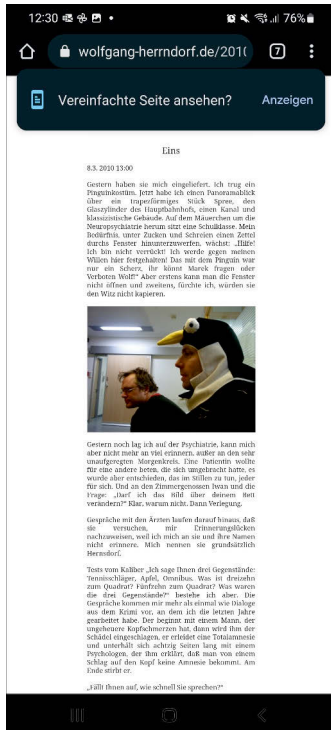 12:30
76%
wolfgang-herrndorf.de/2010
7
Vereinfachte Seite ansehen?
Anzeigen
Eins
8.3. 2010 13:00
Gestern haben sie mich eingeliefert. Ich trug ein
Pinguinkostüm. Jetzt habe ich einen Panoramablick
über ein trapezförmiges Stück Spree, den
Glaszylinder des Hauptbahnhofs, einen Kanal und
klassizistische Gebäude. Auf dem Mäuerchen um die
Neuropsychiatrie herum sitzt eine Schulklasse. Mein
Bedürfnis, unter Zucken und Schreien einen Zettel
durchs Fenster hinunterzuwerfen, wächst: „Hilfe!
Ich bin nicht verrückt! Ich werde gegen meinen
Willen hier festgehalten! Das mit dem Pinguin war
nur ein Scherz, ihr könnt Marek fragen oder
Verboten Wolf!“ Aber erstens kann man die Fenster
nicht öffnen und zweitens, fürchte ich, würden sie
den Witz nicht kapieren.
Gestern noch lag ich auf der Psychiatrie, kann mich
aber nicht mehr an viel erinnern, außer an den sehr
unaufgeregten Morgenkreis. Eine Patientin wollte
für eine andere beten, die sich umgebracht hatte, es
wurde aber entschieden, das im Stillen zu tun, jeder
für sich. Und an den Zimmergenossen Iwan und die
Frage: „Darf ich das Bild über deinem Bett
verändern?“ Klar, warum nicht. Dann Verlegung.
Gespräche mit den Ärzten laufen darauf hinaus, daß
sie versuchen, mir Erinnerungslücken
nachzuweisen, weil ich mich an sie und ihre Namen
nicht erinnere. Mich nennen sie grundsätzlich
Hernsdorf.
Tests vom Kaliber „Ich sage Ihnen drei Gegenstände:
Tennisschläger, Apfel, Omnibus. Was ist dreizehn
zum Quadrat? Fünfzehn zum Quadrat? Was waren
die drei Gegenstände?“ bestehe ich aber. Die
Gespräche kommen mir mehr als einmal wie Dialoge
aus dem Krimi vor, an dem ich die letzten Jahre
gearbeitet habe. Der beginnt mit einem Mann, der
ungeheuere Kopfschmerzen hat, dann wird ihm der
Schädel eingeschlagen, er erleidet eine Totalamnesie
und unterhält sich achtzig Seiten lang mit einem
Psychologen, der ihm erklärt, daß man von einem
Schlag auf den Kopf keine Amnesie bekommt. Am
Ende stirbt er.
„Fällt Ihnen auf, wie schnell Sie sprechen?“